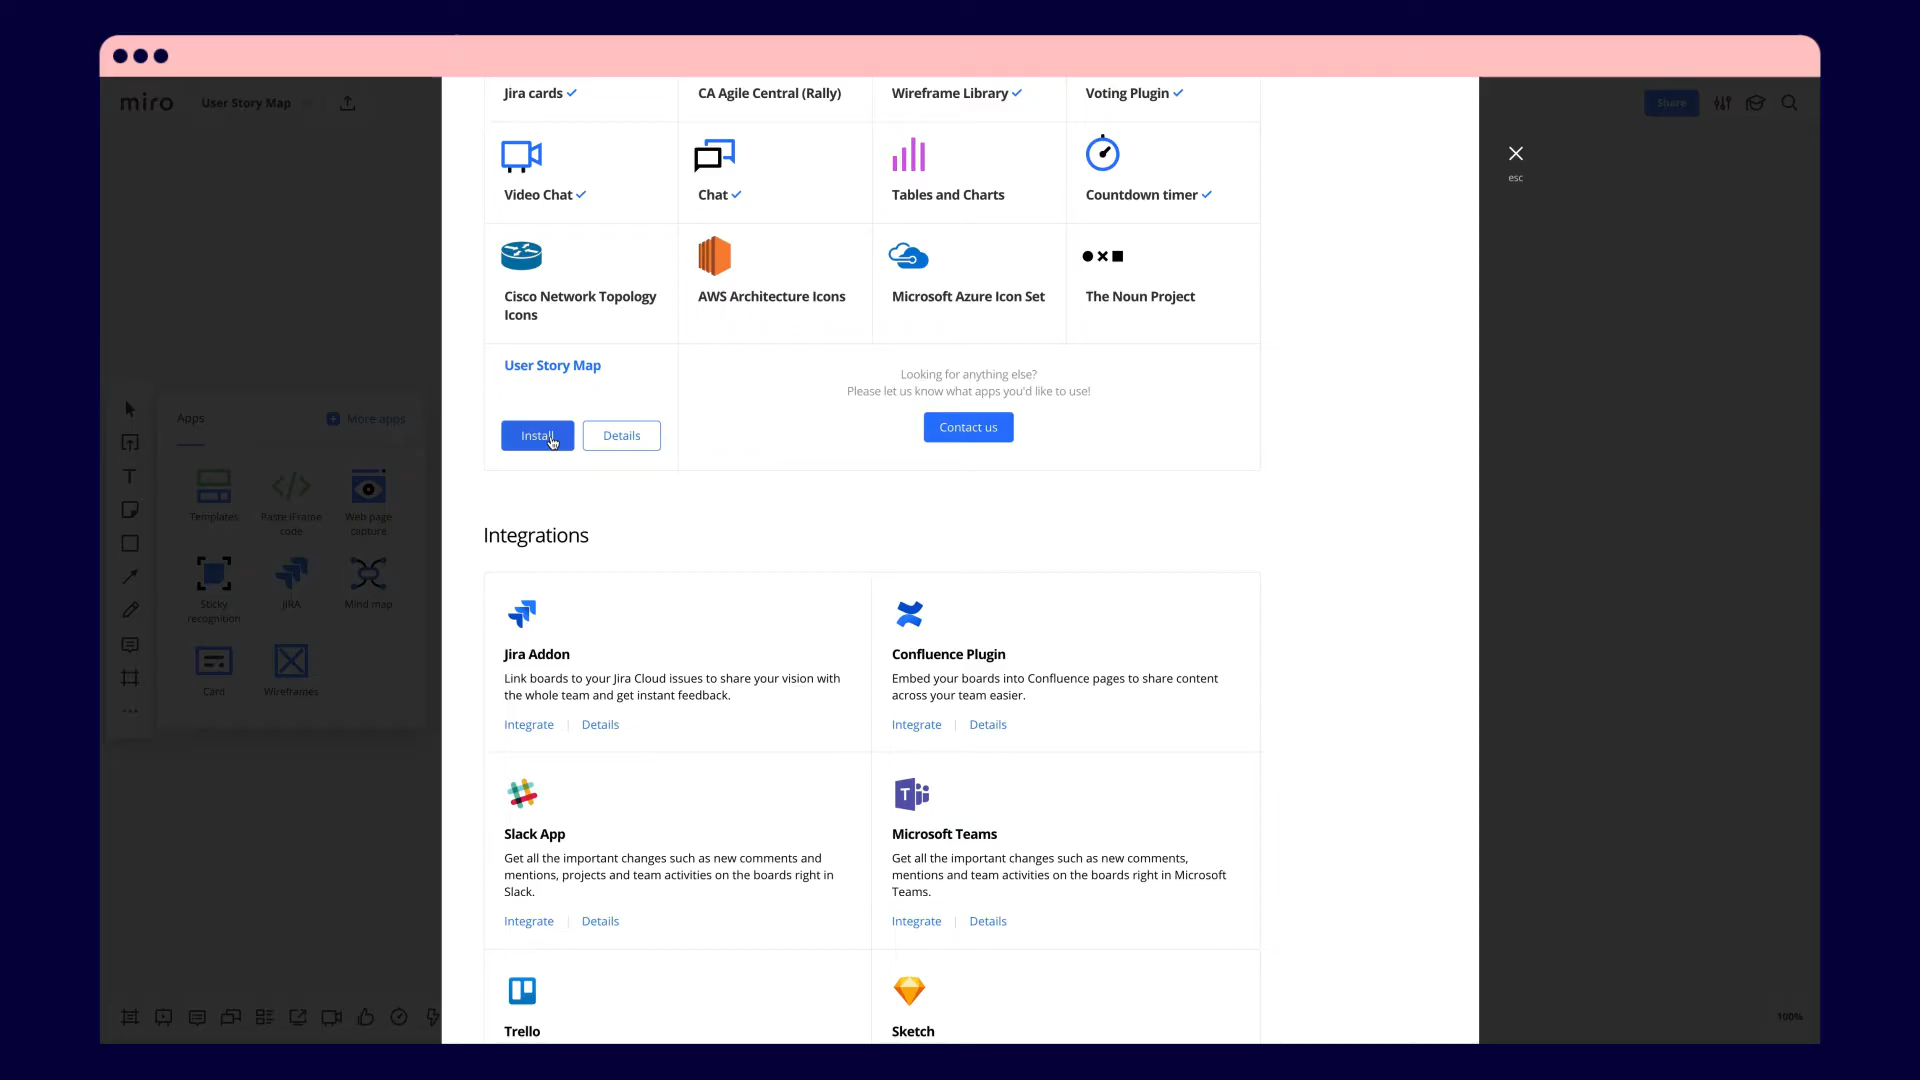 miro
User Story Map
Share
esc
Jira cards
CA Agile Central (Rally)
Wireframe Library
Voting Plugin
Video Chat
Chat
Tables and Charts
Countdown timer
Cisco Network Topology
Icons
AWS Architecture Icons
Microsoft Azure Icon Set
The Noun Project
User Story Map
Install
Details
Looking for anything else?
Please let us know what apps you'd like to use!
Contact us
Apps
More apps
Templates
Paste iFrame
code
Web page
capture
Sticky
recognition
JIRA
Mind map
Card
Wireframes
Integrations
Jira Addon
Link boards to your Jira Cloud issues to share your vision with
the whole team and get instant feedback.
Integrate
Details
Confluence Plugin
Embed your boards into Confluence pages to share content
across your team easier.
Integrate
Details
Slack App
Get all the important changes such as new comments and
mentions, projects and team activities on the boards right in
Slack.
Integrate
Details
Microsoft Teams
Get all the important changes such as new comments,
mentions and team activities on the boards right in Microsoft
Teams.
Integrate
Details
Trello
Sketch
100%